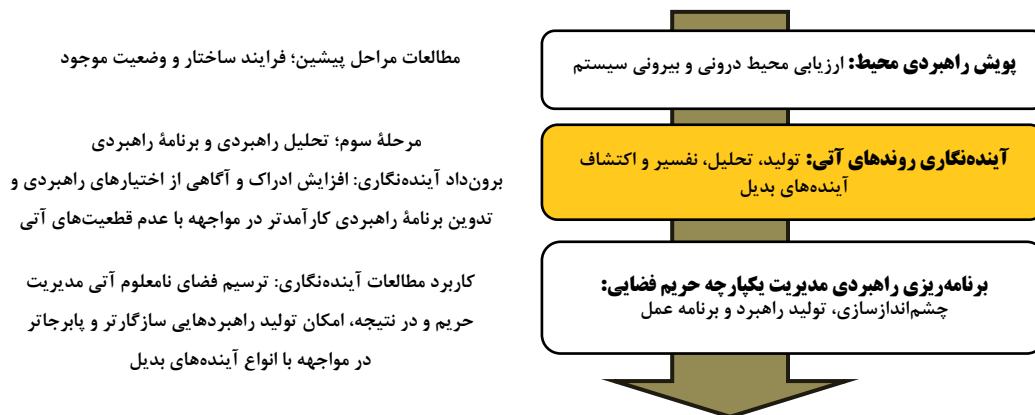 پویش راهبردی محیط: ارزیابی محیط درونی و بیرونی سیستم
مطالعات مراحل پیشین؛ فرایند ساختار و وضعیت موجود
آینده‌نگاری روندهای آتی: تولید، تحلیل، تفسیر و اکتشاف
آینده‌های بدیل
مرحلهٔ سوم؛ تحلیل راهبردی و برنامهٔ راهبردی
برون‌داد آینده‌نگاری: افزایش ادراک و آگاهی از اختیارهای راهبردی و
تدوین برنامهٔ راهبردی کارآمدتر در مواجهه با عدم قطعیت‌های آتی
برنامه‌ریزی راهبردی مدیریت یکپارچه حریم فضایی:
چشم‌اندازسازی، تولید راهبرد و برنامه عمل
کاربرد مطالعات آینده‌نگاری: ترسیم فضای نامعلوم آتی مدیریت
حریم و در نتیجه، امکان تولید راهبردهایی سازگارتر و پابرجاتر
در مواجهه با انواع آینده‌های بدیل